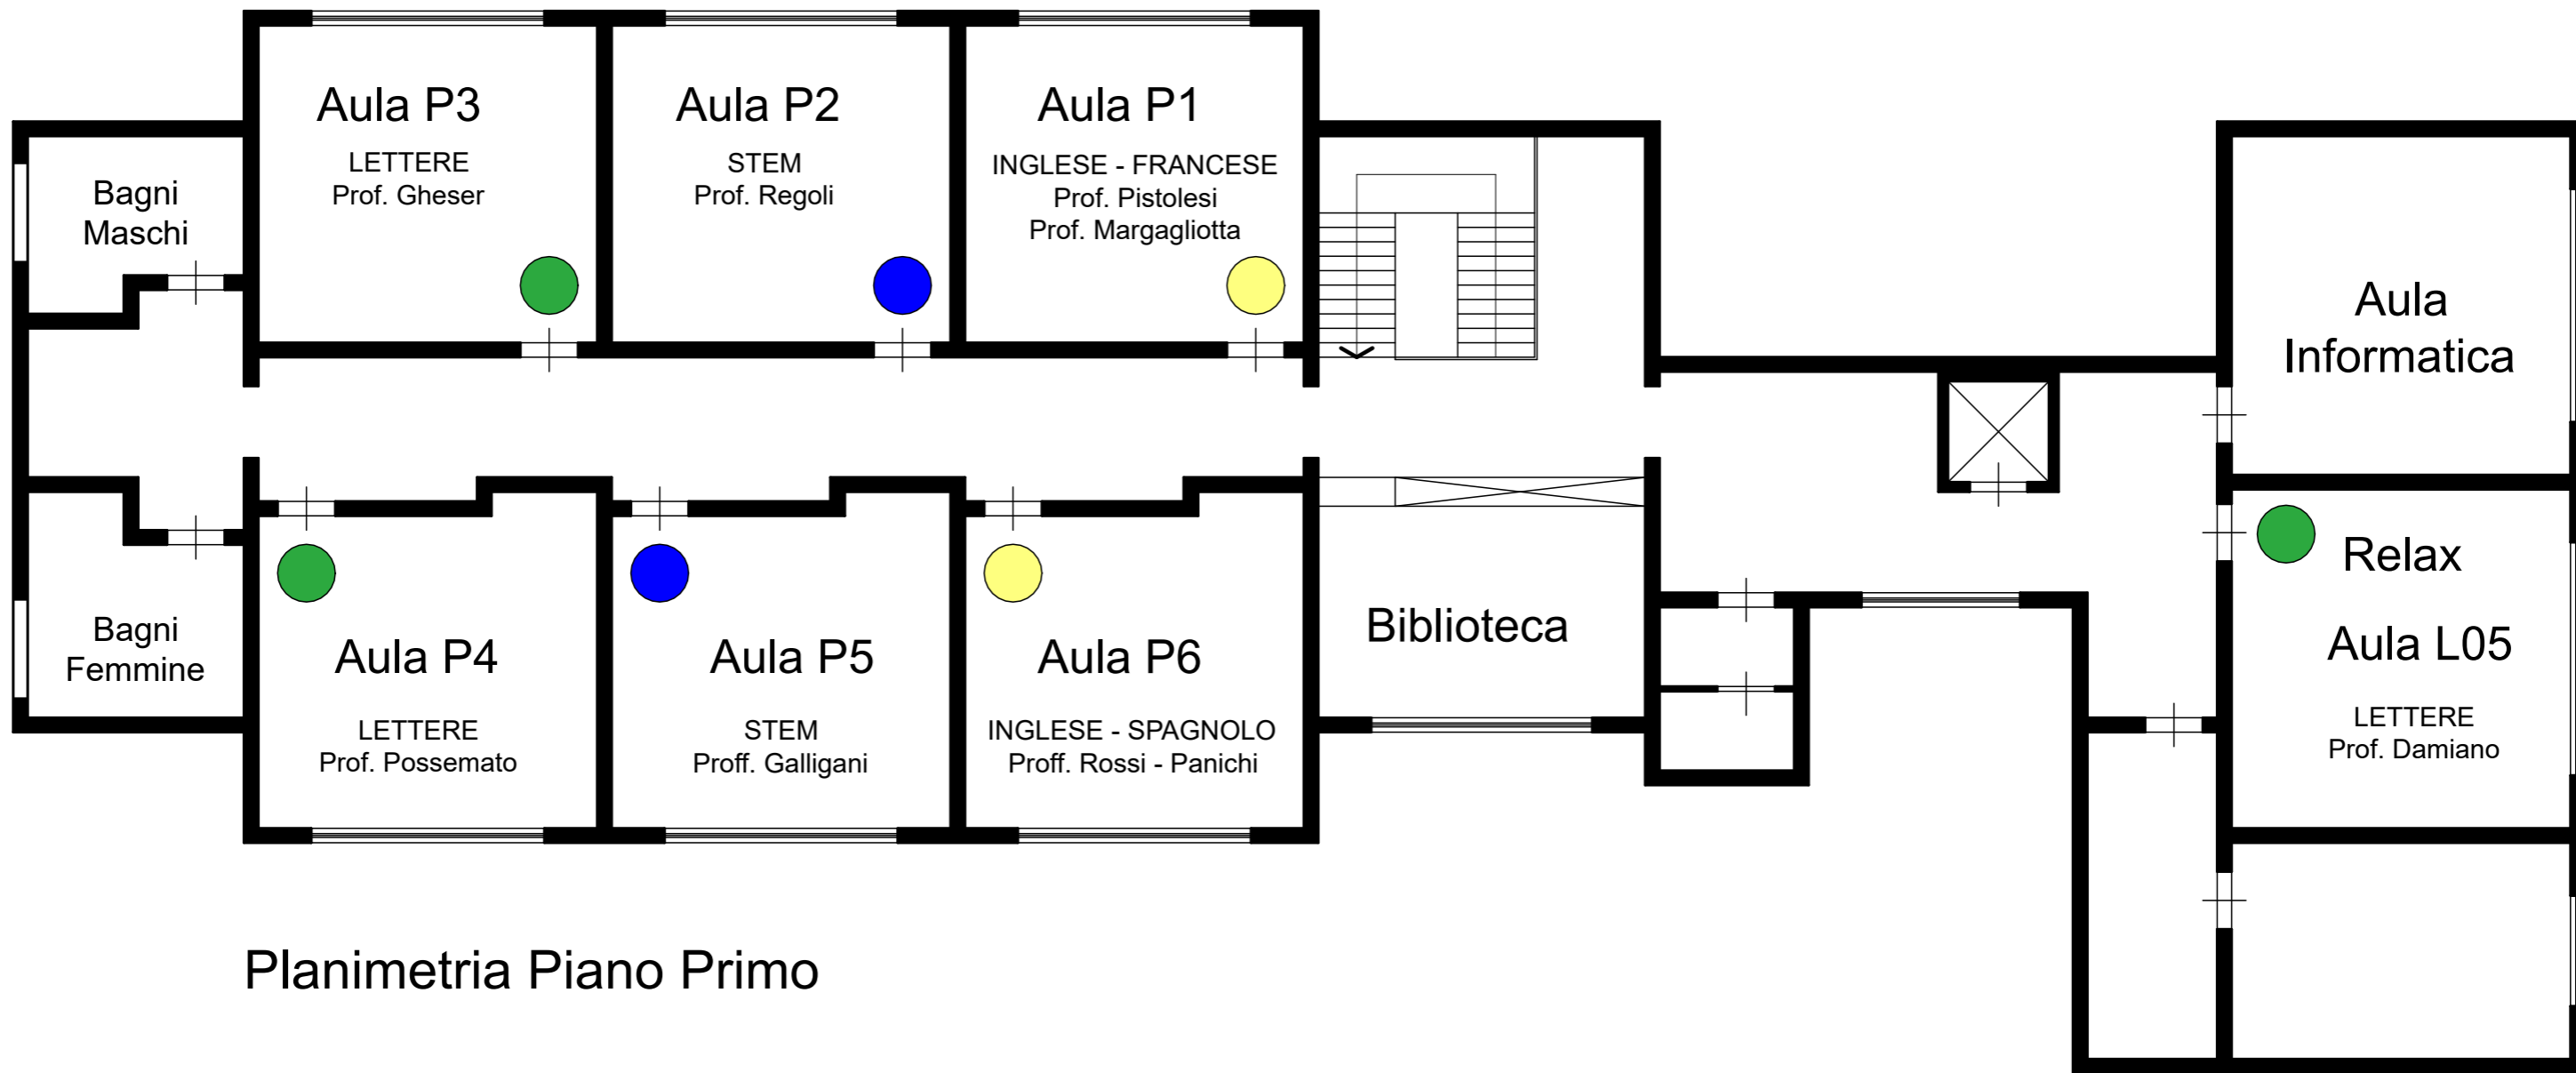 Aula P3
LETTERE
Prof. Gheser
Aula P2
STEM
Prof. Regoli
Aula P1
INGLESE - FRANCESE
Prof. Pistolesi
Prof. Margagliotta
Bagni
Maschi
Aula
Informatica
Bagni
Femmine
Aula P4
LETTERE
Prof. Possemato
Aula P5
STEM
Proff. Galligani
Aula P6
INGLESE - SPAGNOLO
Proff. Rossi - Panichi
Biblioteca
Relax
Aula L05
LETTERE
Prof. Damiano
Planimetria Piano Primo